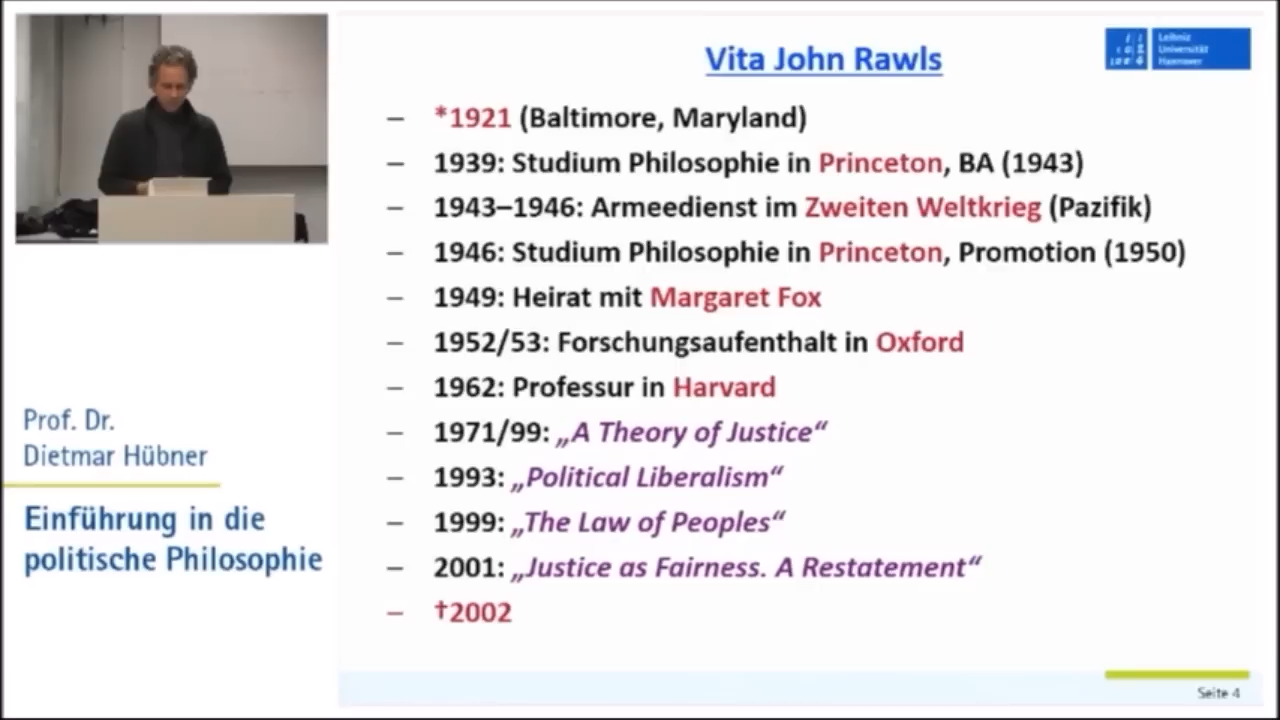 Vita John Rawls
Leibniz
Universität
Hannover
– *1921 (Baltimore, Maryland)
– 1939: Studium Philosophie in Princeton, BA (1943)
– 1943–1946: Armeedienst im Zweiten Weltkrieg (Pazifik)
– 1946: Studium Philosophie in Princeton, Promotion (1950)
– 1949: Heirat mit Margaret Fox
– 1952/53: Forschungsaufenthalt in Oxford
– 1962: Professur in Harvard
– 1971/99: „A Theory of Justice“
– 1993: „Political Liberalism“
– 1999: „The Law of Peoples“
– 2001: „Justice as Fairness. A Restatement“
– †2002
Prof. Dr.
Dietmar Hübner
Einführung in die
politische Philosophie
Seite 4